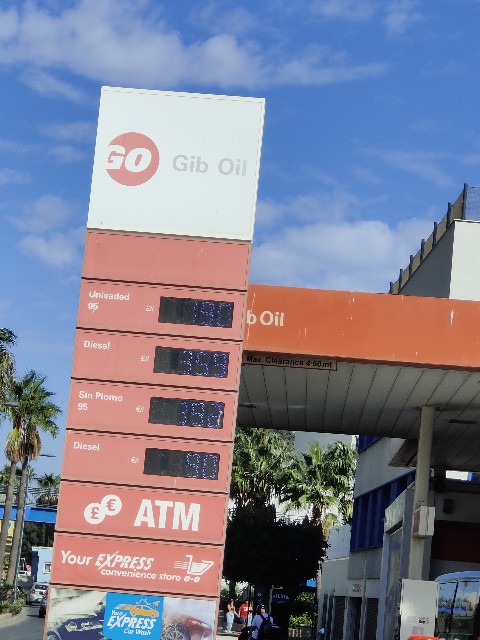 GO Gib Oil
Unleaded
95
£/l
Diesel
£/l
Sin Plomo
95
€/l
Diesel
€/l
£ € ATM
Your EXPRESS
convenience store
Your
EXPRESS
Car Wash
b Oil
Max. Clearance 4.50mt